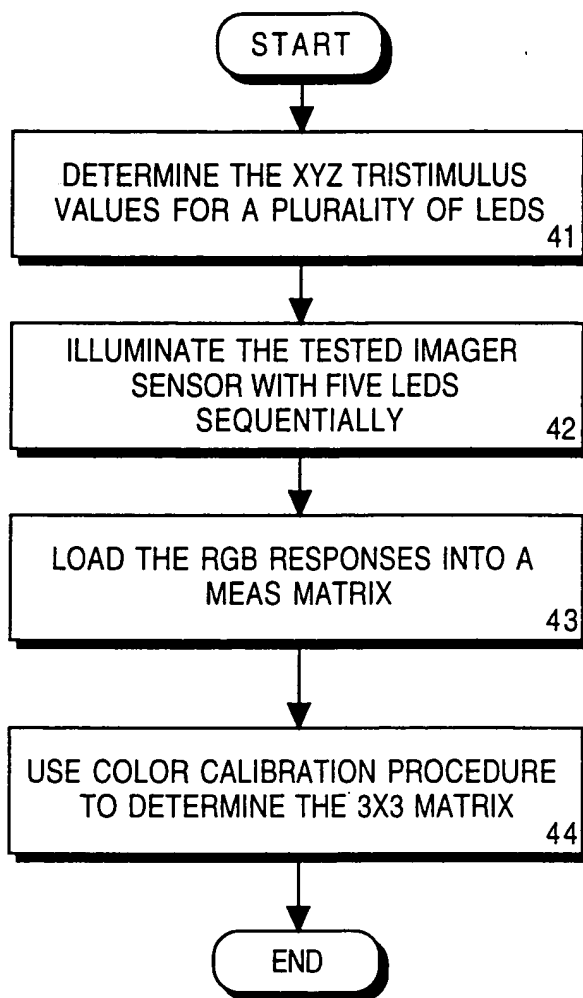 START
DETERMINE THE XYZ TRISTIMULUS
VALUES FOR A PLURALITY OF LEDS
41
ILLUMINATE THE TESTED IMAGER
SENSOR WITH FIVE LEDS
SEQUENTIALLY
42
LOAD THE RGB RESPONSES INTO A
MEAS MATRIX
43
USE COLOR CALIBRATION PROCEDURE
TO DETERMINE THE 3X3 MATRIX
44
END